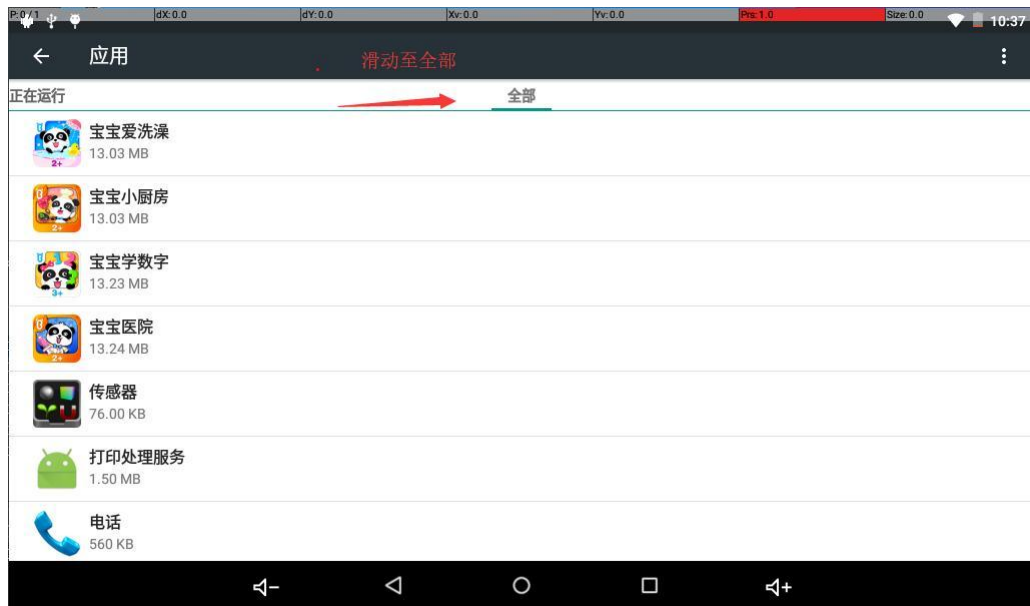 P: 0 / 1 dX: 0.0 dY: 0.0 Xv: 0.0 Yv: 0.0 Prs: 1.0 Size: 0.0
10:37
应用
滑动至全部
正在运行 全部
宝宝爱洗澡
13.03 MB
2+
宝宝小厨房
13.03 MB
2+
宝宝学数字
13.23 MB
3+
宝宝医院
13.24 MB
2+
传感器
76.00 KB
打印处理服务
1.50 MB
电话
560 KB